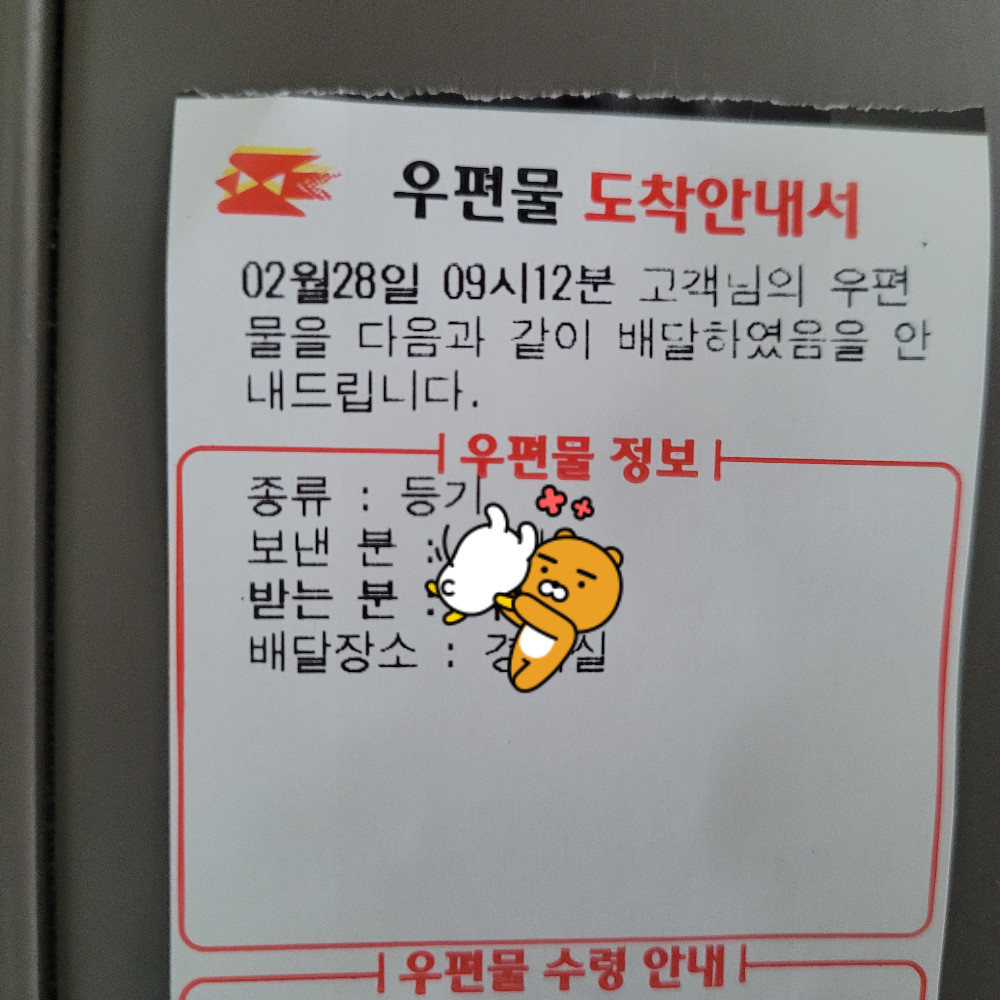 우편물 도착안내서
02월28일 09시12분 고객님의 우편
물을 다음과 같이 배달하였음을 안
내드립니다.
우편물 정보
종류 : 등기
보낸 분 :
받는 분 :
배달장소 :
우편물 수령 안내